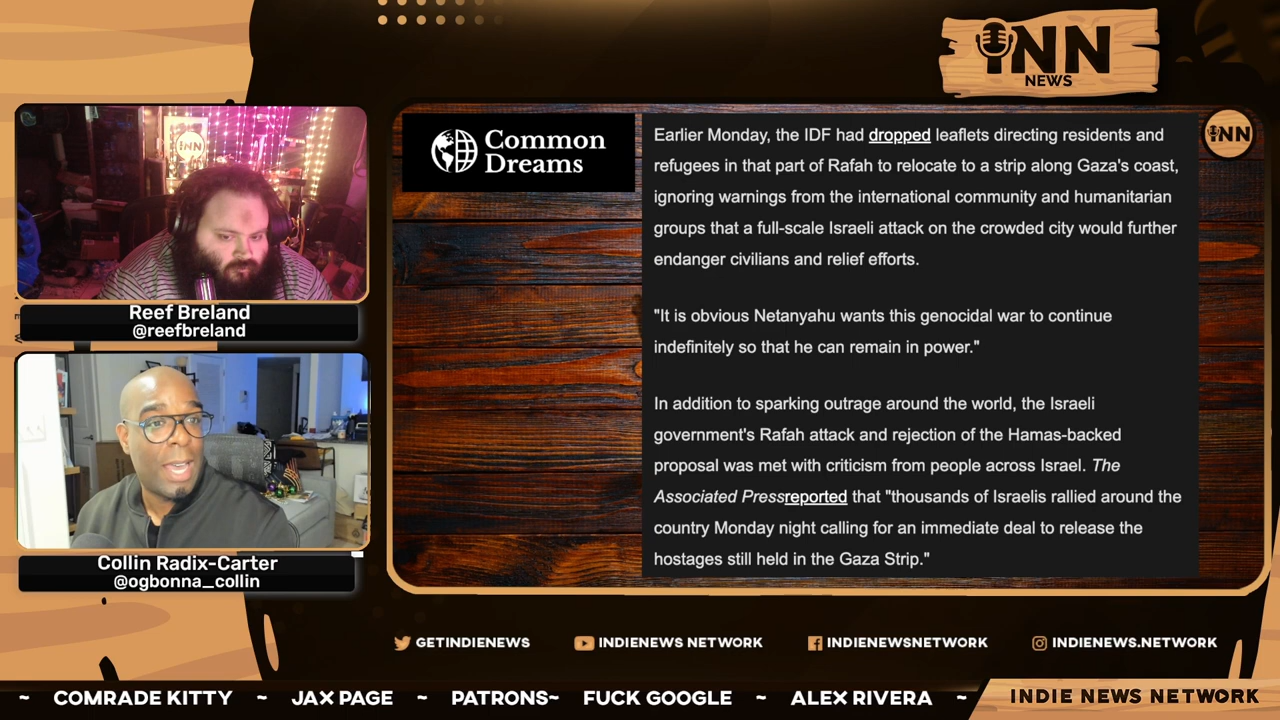 INN
NEWS
Common
Dreams
INN
Earlier Monday, the IDF had dropped leaflets directing residents and
refugees in that part of Rafah to relocate to a strip along Gaza's coast,
ignoring warnings from the international community and humanitarian
groups that a full-scale Israeli attack on the crowded city would further
endanger civilians and relief efforts.
"It is obvious Netanyahu wants this genocidal war to continue
indefinitely so that he can remain in power."
In addition to sparking outrage around the world, the Israeli
government's Rafah attack and rejection of the Hamas-backed
proposal was met with criticism from people across Israel. The
Associated Pressreported that "thousands of Israelis rallied around the
country Monday night calling for an immediate deal to release the
hostages still held in the Gaza Strip."
INN
Reef Breland
@reefbreland
Collin Radix-Carter
@ogbonna_collin
GETINDIENEWS
INDIENEWS NETWORK
INDIENEWSNETWORK
INDIENEWS.NETWORK
~ COMRADE KITTY ~ JAX PAGE ~ PATRONS~ FUCK GOOGLE ~ ALEX RIVERA ~
INDIE NEWS NETWORK